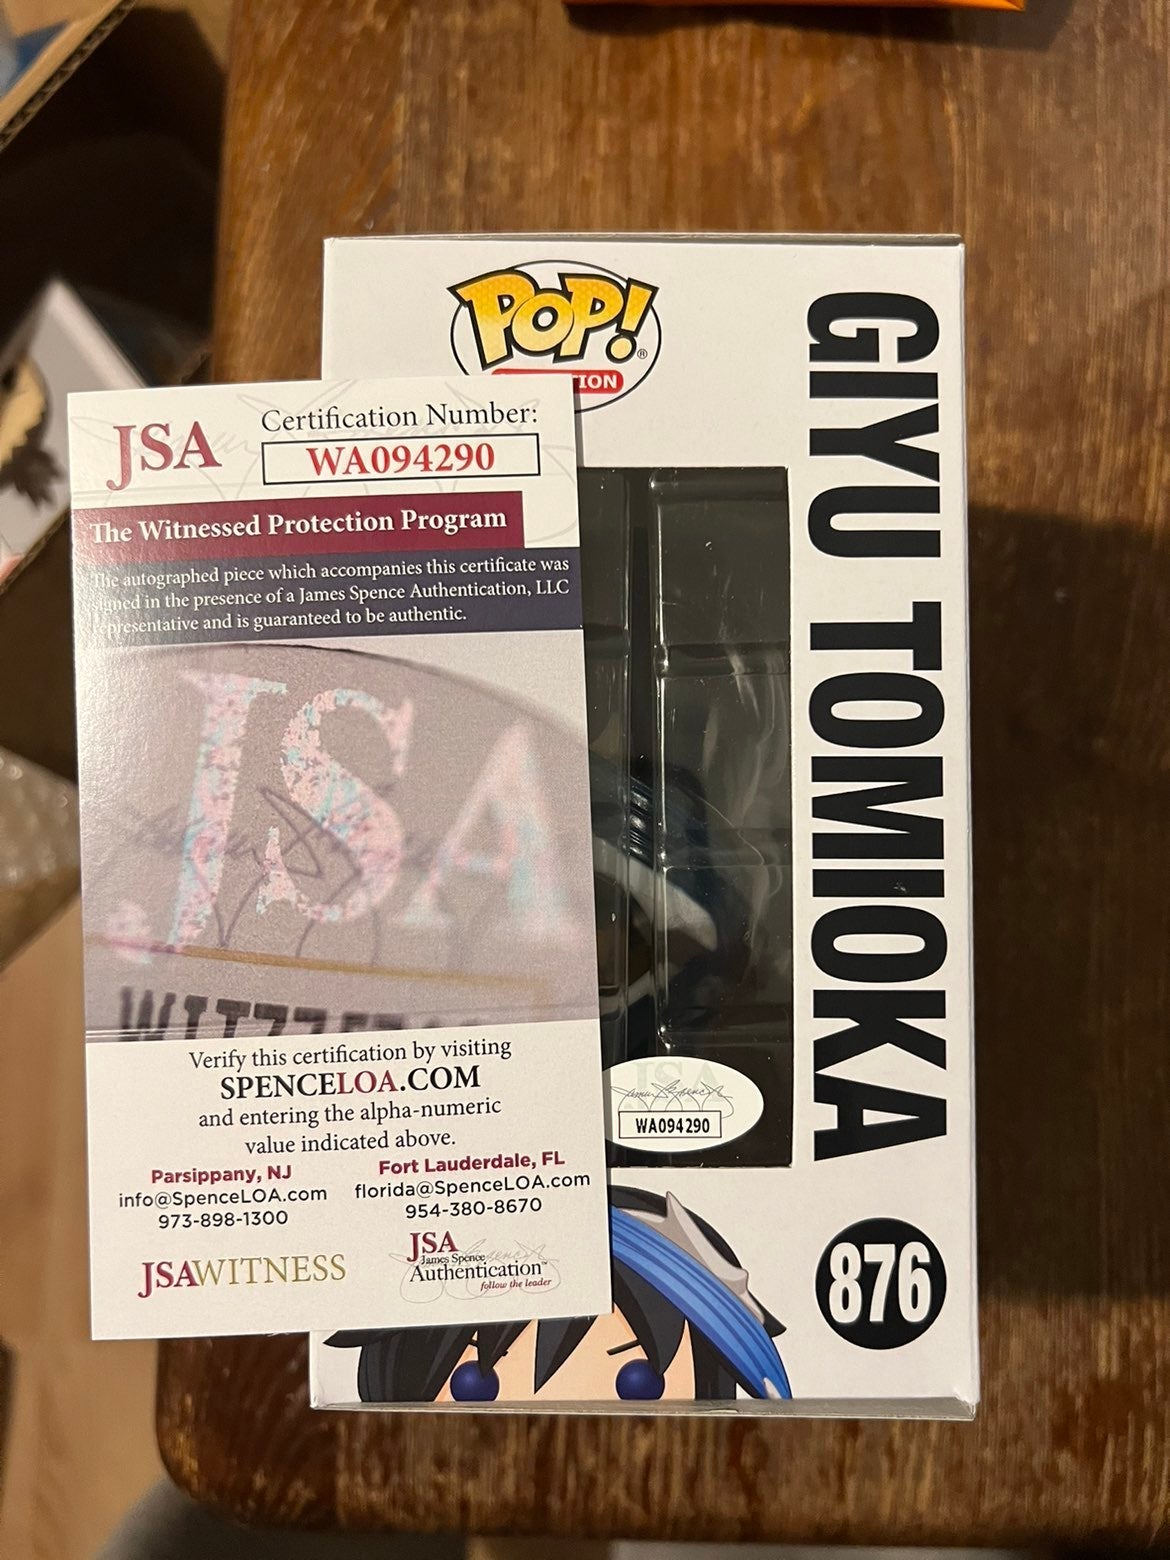 POP!
®
ION
JSA
Certification Number:
WA094290
The Witnessed Protection Program
The autographed piece which accompanies this certificate was
signed in the presence of a James Spence Authentication, LLC
representative and is guaranteed to be authentic.
JSA
Verify this certification by visiting
SPENCELOA.COM
and entering the alpha-numeric
value indicated above.
Parsippany, NJ
info@SpenceLOA.com
973-898-1300
Fort Lauderdale, FL
florida@SpenceLOA.com
954-380-8670
JSAWITNESS
JSA
James Spence
Authentication™
follow the leader
JSA
WA094290
GIYU TOMIOKA
876